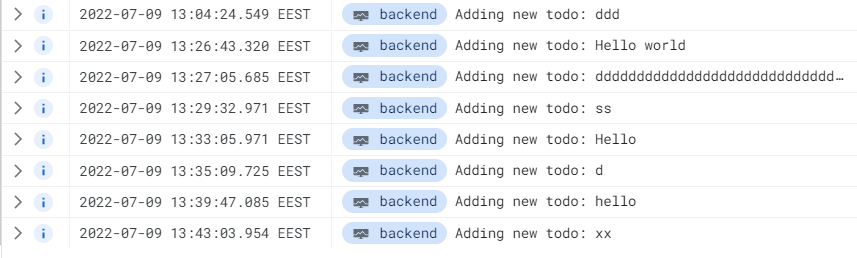 2022-07-09 13:04:24.549 EEST backend Adding new todo: ddd
2022-07-09 13:26:43.320 EEST backend Adding new todo: Hello world
2022-07-09 13:27:05.685 EEST backend Adding new todo: ddddddddddddddddddddddddddddd…
2022-07-09 13:29:32.971 EEST backend Adding new todo: ss
2022-07-09 13:33:05.971 EEST backend Adding new todo: Hello
2022-07-09 13:35:09.725 EEST backend Adding new todo: d
2022-07-09 13:39:47.085 EEST backend Adding new todo: hello
2022-07-09 13:43:03.954 EEST backend Adding new todo: xx